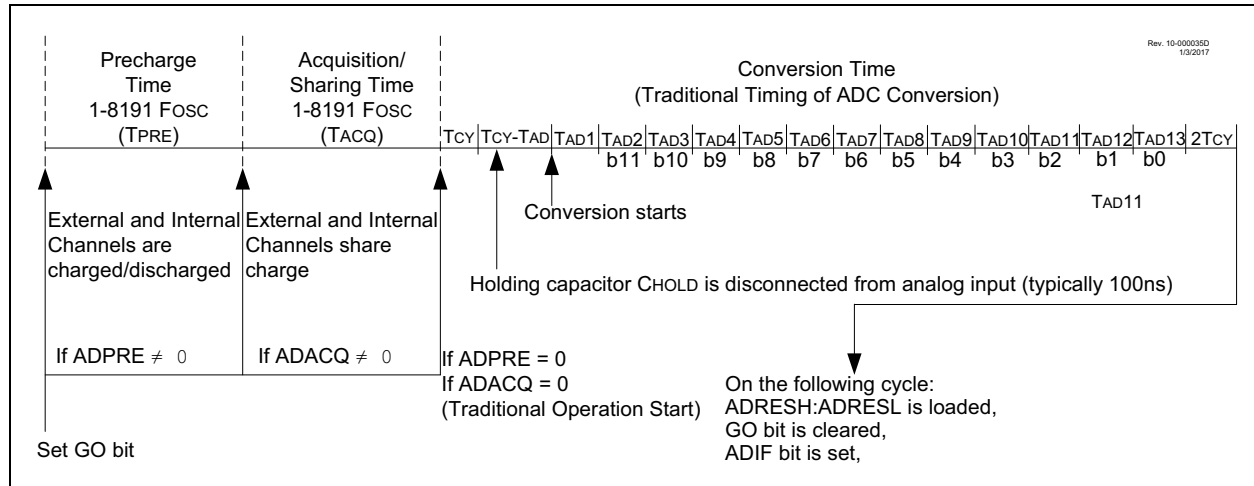 Rev. 10-000035D
1/3/2017
Precharge
Time
1-8191 FOSC
(TPRE)
Acquisition/
Sharing Time
1-8191 FOSC
(TACQ)
Conversion Time
(Traditional Timing of ADC Conversion)
TCY TCY-TAD TAD1 TAD2 TAD3 TAD4 TAD5 TAD6 TAD7 TAD8 TAD9 TAD10 TAD11 TAD12 TAD13 2TCY
b11 b10 b9 b8 b7 b6 b5 b4 b3 b2 b1 b0
TAD11
External and Internal
Channels are
charged/discharged
External and Internal
Channels share
charge
Conversion starts
Holding capacitor CHOLD is disconnected from analog input (typically 100ns)
If ADPRE ≠ 0
If ADACQ ≠ 0
If ADPRE = 0
If ADACQ = 0
(Traditional Operation Start)
On the following cycle:
ADRESH:ADRESL is loaded,
GO bit is cleared,
ADIF bit is set,
Set GO bit